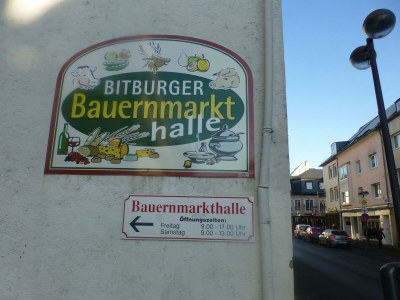 BITBURGER
Bauernmarkt
halle
Bauernmarkthalle
Öffnungszeiten:
Freitag 9.00 - 17.00 Uhr
Samstag 9.00 - 13.00 Uhr